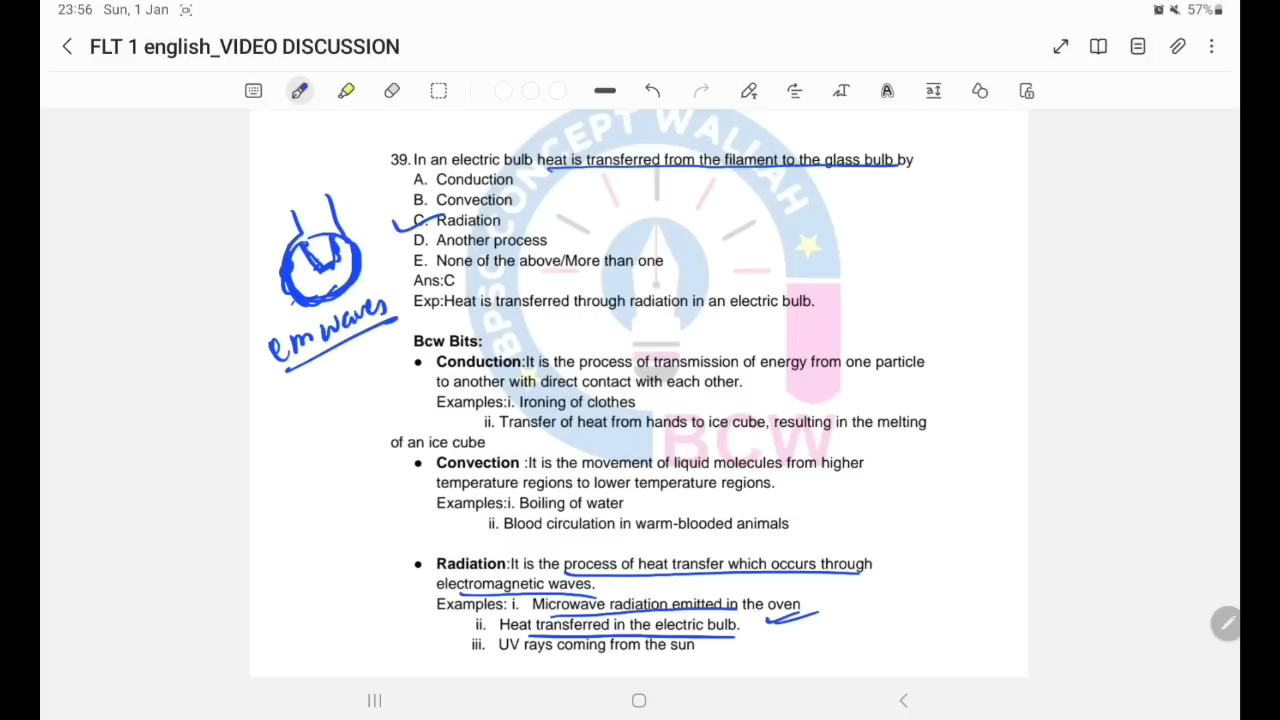 23:56 Sun, 1 Jan
57%
FLT 1 english_VIDEO DISCUSSION
BPSC CONCEPT WALLAH
39. In an electric bulb heat is transferred from the filament to the glass bulb by
A. Conduction
B. Convection
C. Radiation
D. Another process
E. None of the above/More than one
Ans:C
Exp:Heat is transferred through radiation in an electric bulb.
em waves
Bcw Bits:
● Conduction:It is the process of transmission of energy from one particle
to another with direct contact with each other.
Examples:i. Ironing of clothes
ii. Transfer of heat from hands to ice cube, resulting in the melting
of an ice cube
BCW
● Convection :It is the movement of liquid molecules from higher
temperature regions to lower temperature regions.
Examples:i. Boiling of water
ii. Blood circulation in warm-blooded animals
● Radiation:It is the process of heat transfer which occurs through
electromagnetic waves.
Examples: i. Microwave radiation emitted in the oven
ii. Heat transferred in the electric bulb.
iii. UV rays coming from the sun